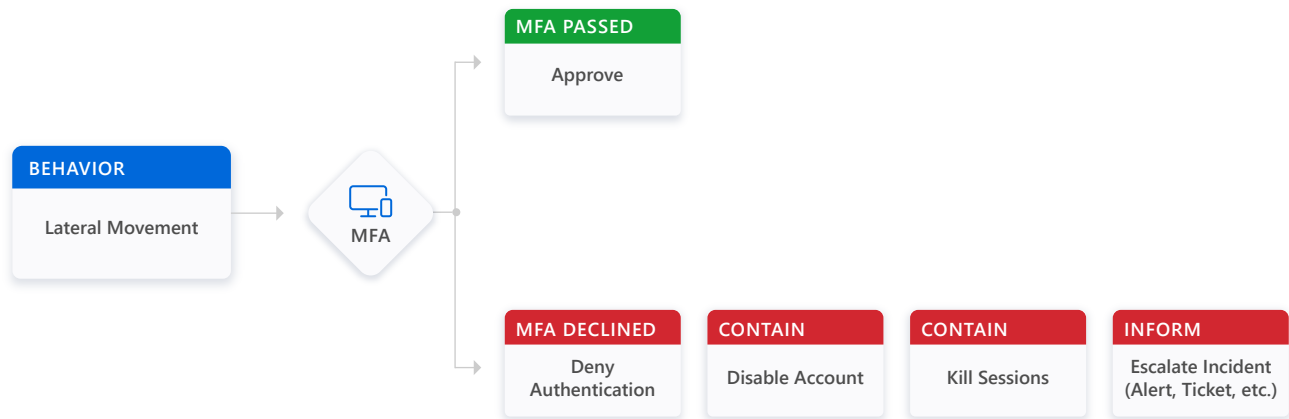 MFA PASSED
Approve
BEHAVIOR
Lateral Movement
MFA
MFA DECLINED
Deny
Authentication
CONTAIN
Disable Account
CONTAIN
Kill Sessions
INFORM
Escalate Incident
(Alert, Ticket, etc.)